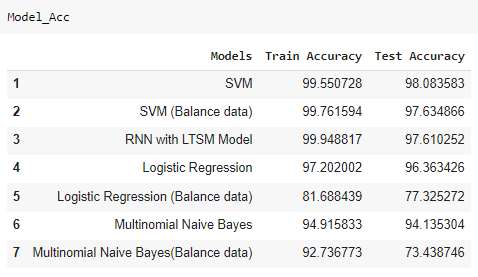 Model_Acc
Models Train Accuracy Test Accuracy
1 SVM 99.550728 98.083583
2 SVM (Balance data) 99.761594 97.634866
3 RNN with LTSM Model 99.948817 97.610252
4 Logistic Regression 97.202002 96.363426
5 Logistic Regression (Balance data) 81.688439 77.325272
6 Multinomial Naive Bayes 94.915833 94.135304
7 Multinomial Naive Bayes(Balance data) 92.736773 73.438746